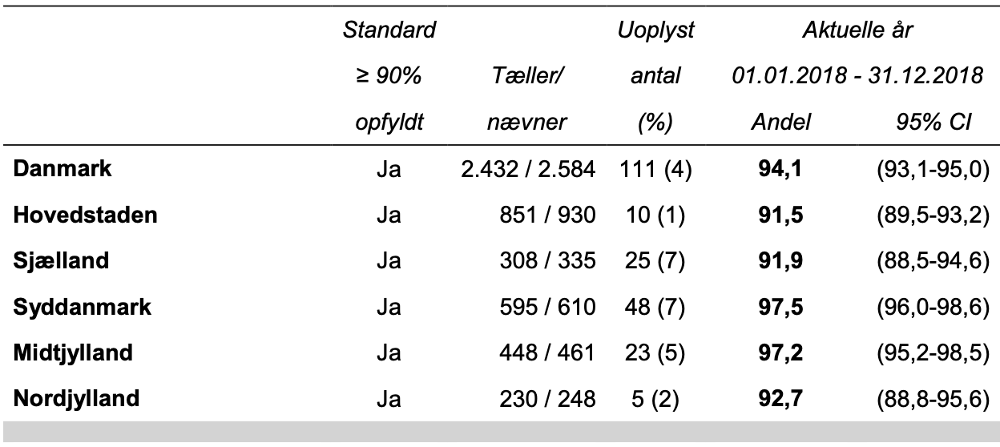 Standard Uoplyst Aktuelle år
≥ 90% Tæller/ antal 01.01.2018 - 31.12.2018
opfyldt nævner (%) Andel 95% CI
Danmark Ja 2.432 / 2.584 111 (4) 94,1 (93,1-95,0)
Hovedstaden Ja 851 / 930 10 (1) 91,5 (89,5-93,2)
Sjælland Ja 308 / 335 25 (7) 91,9 (88,5-94,6)
Syddanmark Ja 595 / 610 48 (7) 97,5 (96,0-98,6)
Midtjylland Ja 448 / 461 23 (5) 97,2 (95,2-98,5)
Nordjylland Ja 230 / 248 5 (2) 92,7 (88,8-95,6)